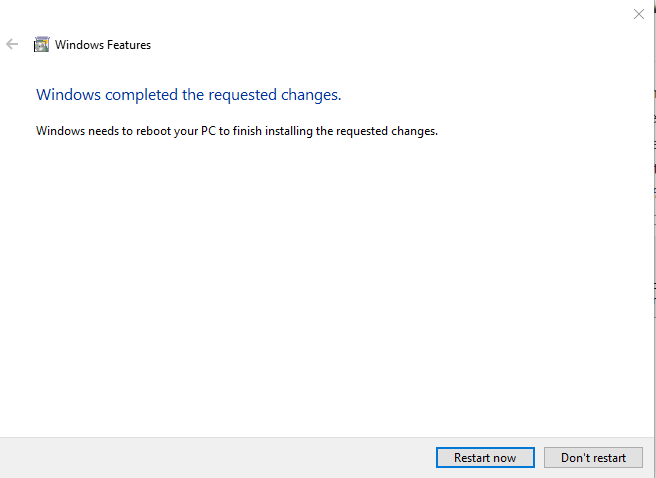 Windows Features
Windows completed the requested changes.
Windows needs to reboot your PC to finish installing the requested changes.
Restart now
Don't restart